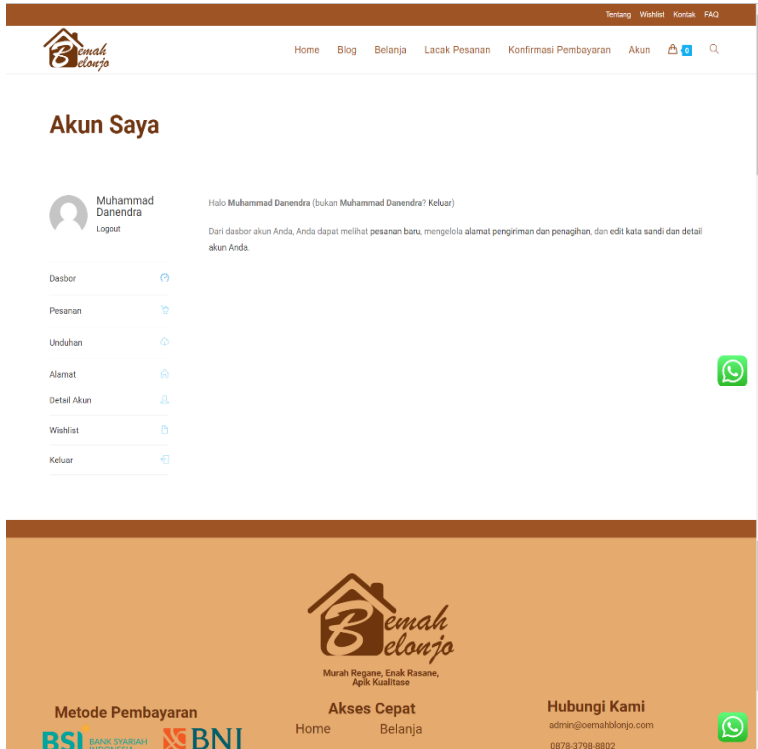 Tentang Wishlist Kontak FAQ
Bemah
Belonjo
Home Blog Belanja Lacak Pesanan Konfirmasi Pembayaran Akun 0
Akun Saya
Muhammad
Danendra
Logout
Halo Muhammad Danendra (bukan Muhammad Danendra? Keluar)
Dari dasbor akun Anda, Anda dapat melihat pesanan baru, mengelola alamat pengiriman dan penagihan, dan edit kata sandi dan detail
akun Anda.
Dasbor
Pesanan
Unduhan
Alamat
Detail Akun
Wishlist
Keluar
Bemah
Belonjo
Murah Regane, Enak Rasane,
Apik Kualitase
Metode Pembayaran
BSI BANK SYARIAH
INDONESIA
BNI
Akses Cepat
Home Belanja
Hubungi Kami
admin@oemahblonjo.com
0878-3798-8802